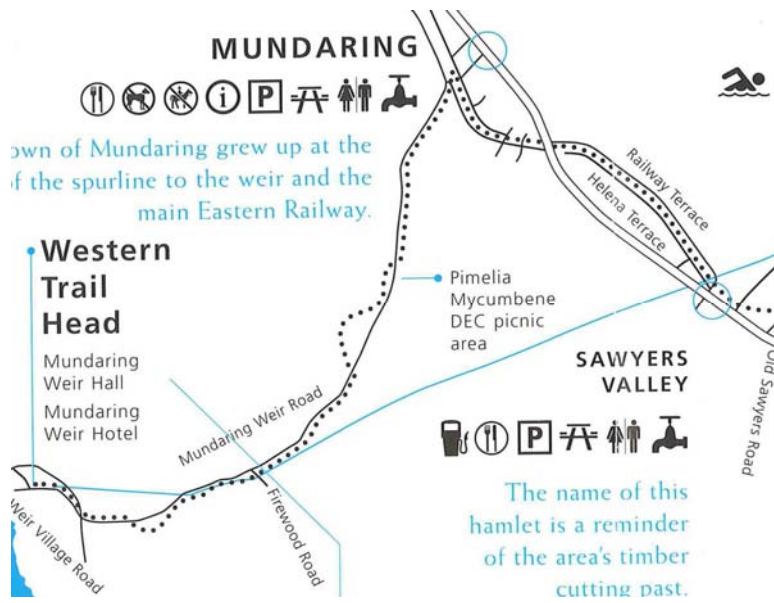 MUNDARING
P
own of Mundaring grew up at the
of the spurline to the weir and the
main Eastern Railway.
Western
Trail
Head
Mundaring
Weir Hall
Mundaring
Weir Hotel
Railway Terrace
Helena Terrace
Pimelia
Mycumbene
DEC picnic
area
SAWYERS
VALLEY
P
Old Sawyers Road
Mundaring Weir Road
Firewood Road
Weir Village Road
The name of this
hamlet is a reminder
of the area's timber
cutting past.